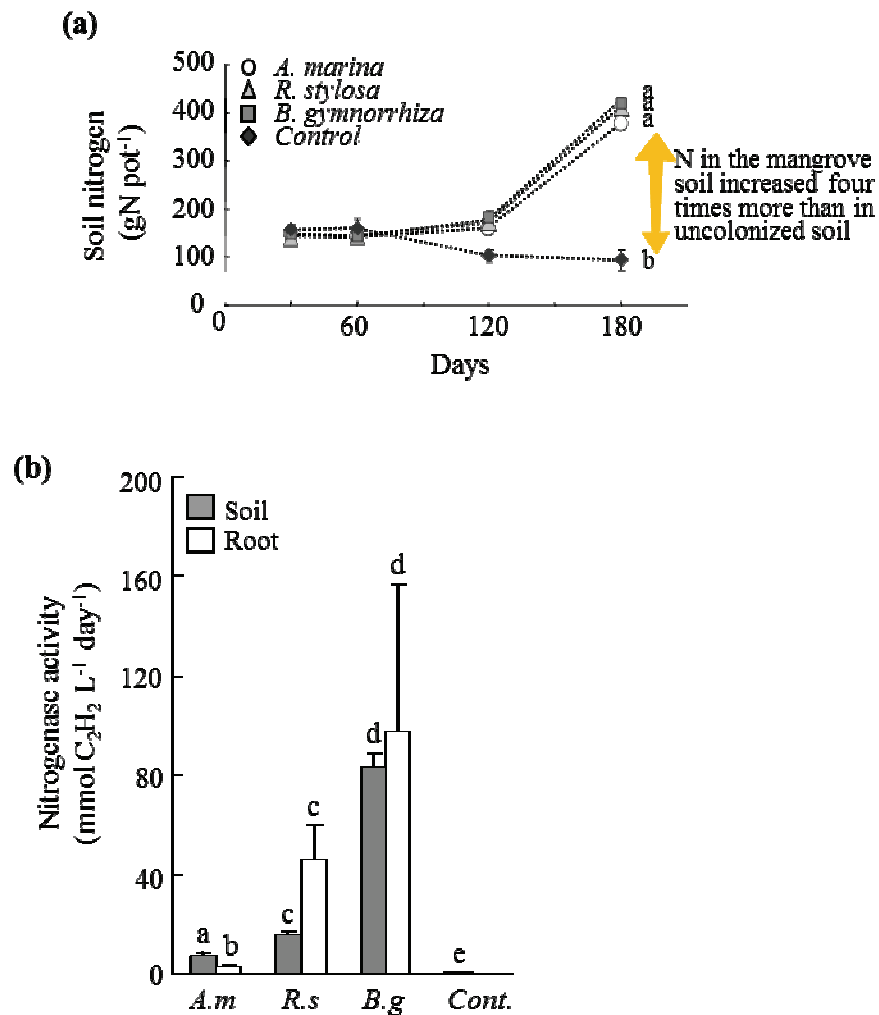 (a)
500
400
300
200
100
0
Soil nitrogen
(gN pot⁻¹)
A. marina
R. stylosa
B. gymnorrhiza
Control
a
a
a
b
N in the mangrove
soil increased four
times more than in
uncolonized soil
0
60
120
180
Days
(b)
200
160
120
80
40
0
Nitrogenase activity
(mmol C₂H₂ L⁻¹ day⁻¹)
Soil
Root
a
b
c
c
d
d
e
A.m
R.s
B.g
Cont.